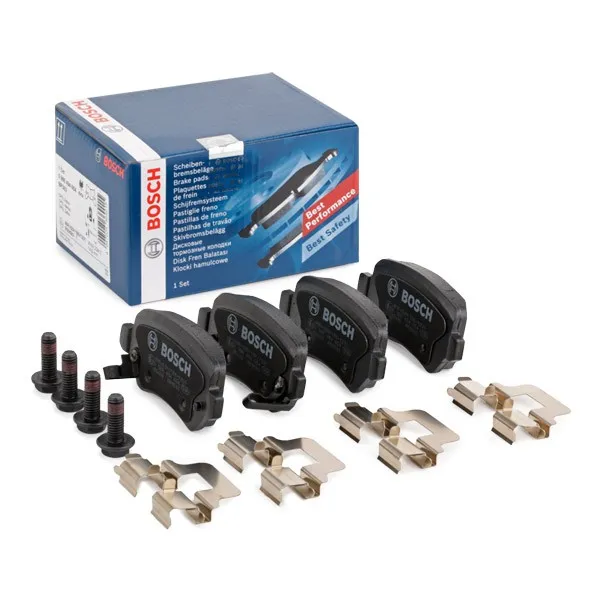 BOSCH
BOSCH
BOSCH
Scheiben-
bremsbeläge
Brake pads
Plaquettes
de frein
Schijfremsysteem
Pastiglie freno
Pastillas de freno
Pastilhas de travão
Skivbromsbelägg
Дисковые
тормозные колодки
Disk Fren Balatası
Klocki hamulcowe
1 Set
Best
Performance
Best Safety
BOSCH
BOSCH
BOSCH
BOSCH